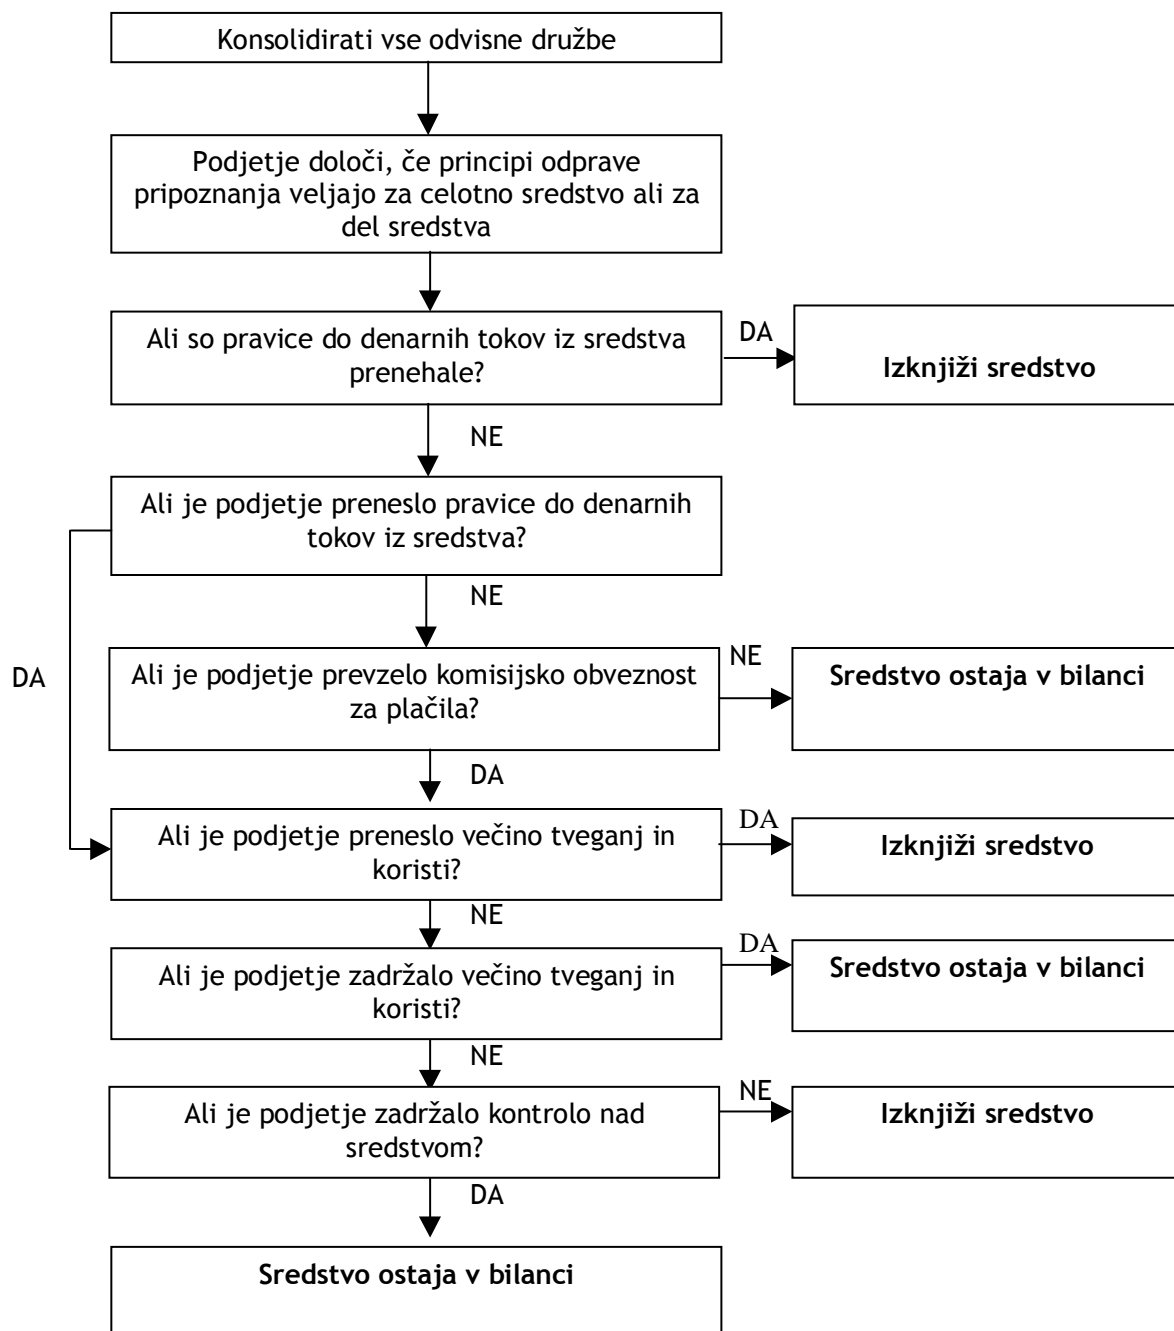 Konsolidirati vse odvisne družbe
Podjetje določi, če principi odprave
pripoznanja veljajo za celotno sredstvo ali za
del sredstva
Ali so pravice do denarnih tokov iz sredstva
prenehale?
DA
Izknjiži sredstvo
NE
Ali je podjetje preneslo pravice do denarnih
tokov iz sredstva?
NE
DA
Ali je podjetje prevzelo komisijsko obveznost
za plačila?
NE
Sredstvo ostaja v bilanci
DA
Ali je podjetje preneslo večino tveganj in
koristi?
DA
Izknjiži sredstvo
NE
Ali je podjetje zadržalo večino tveganj in
koristi?
DA
Sredstvo ostaja v bilanci
NE
Ali je podjetje zadržalo kontrolo nad
sredstvom?
NE
Izknjiži sredstvo
DA
Sredstvo ostaja v bilanci